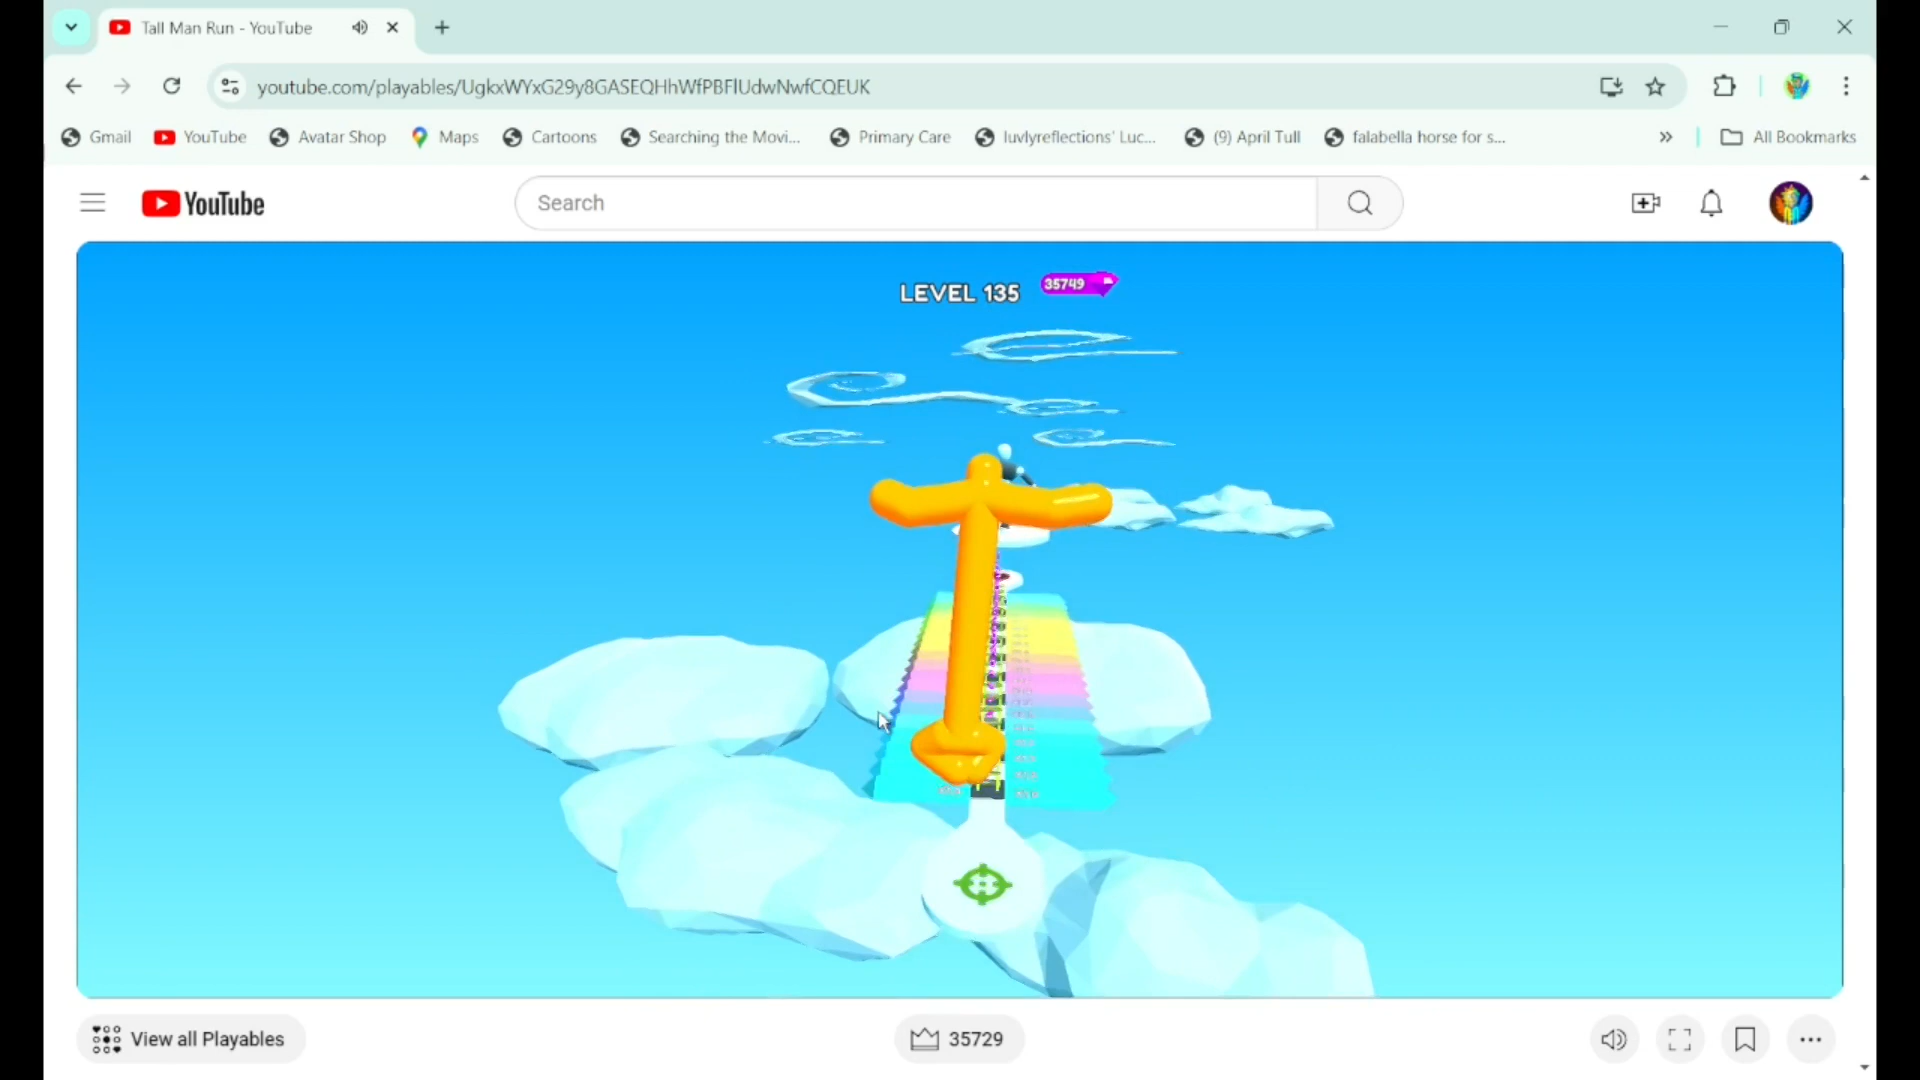 Tall Man Run - YouTube
youtube.com/playables/UgkxWYxG29y8GASEQHhWfPBFlUdwNwfCQEUK
Gmail YouTube Avatar Shop Maps Cartoons Searching the Movi... Primary Care luvlyreflections' Luc... (9) April Tull falabella horse for s... » All Bookmarks
YouTube Search
LEVEL 135 35749
View all Playables 35729